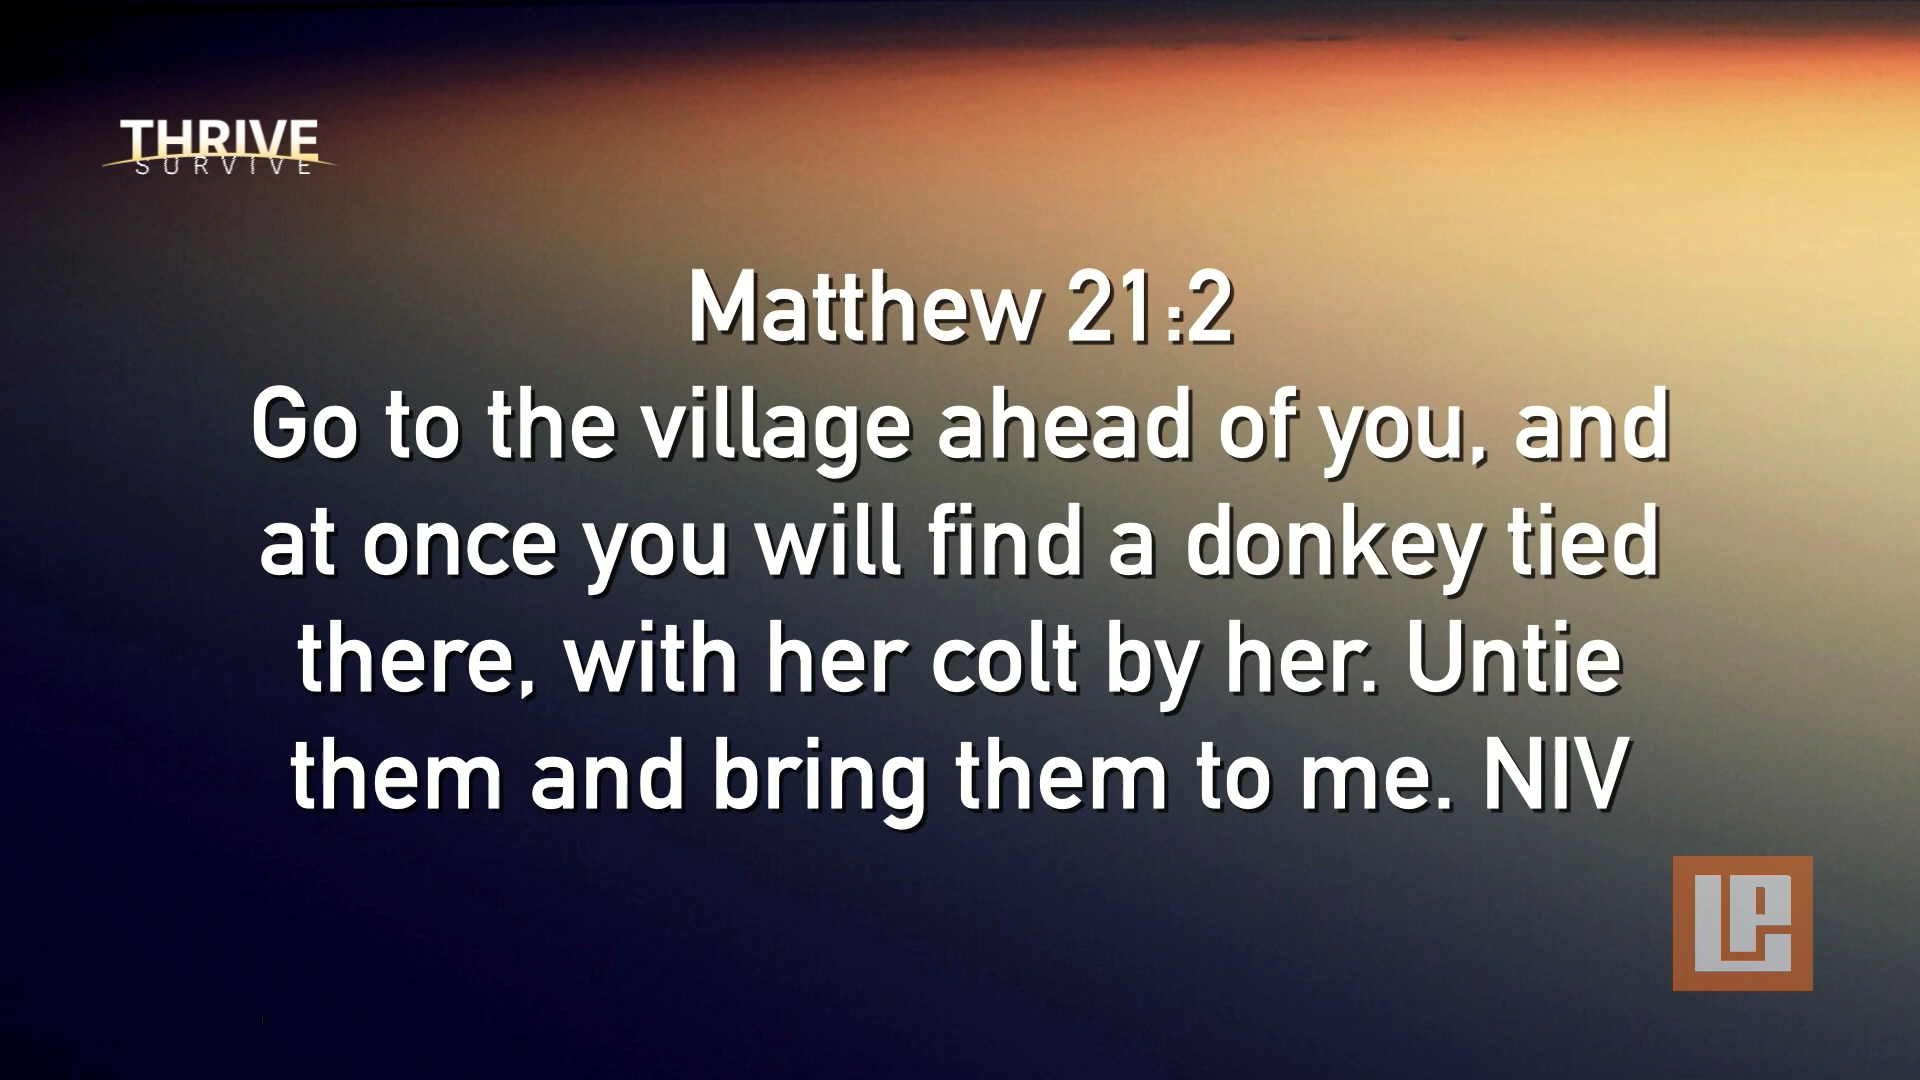 THRIVE
SURVIVE
Matthew 21:2
Go to the village ahead of you, and
at once you will find a donkey tied
there, with her colt by her. Untie
them and bring them to me. NIV
LP